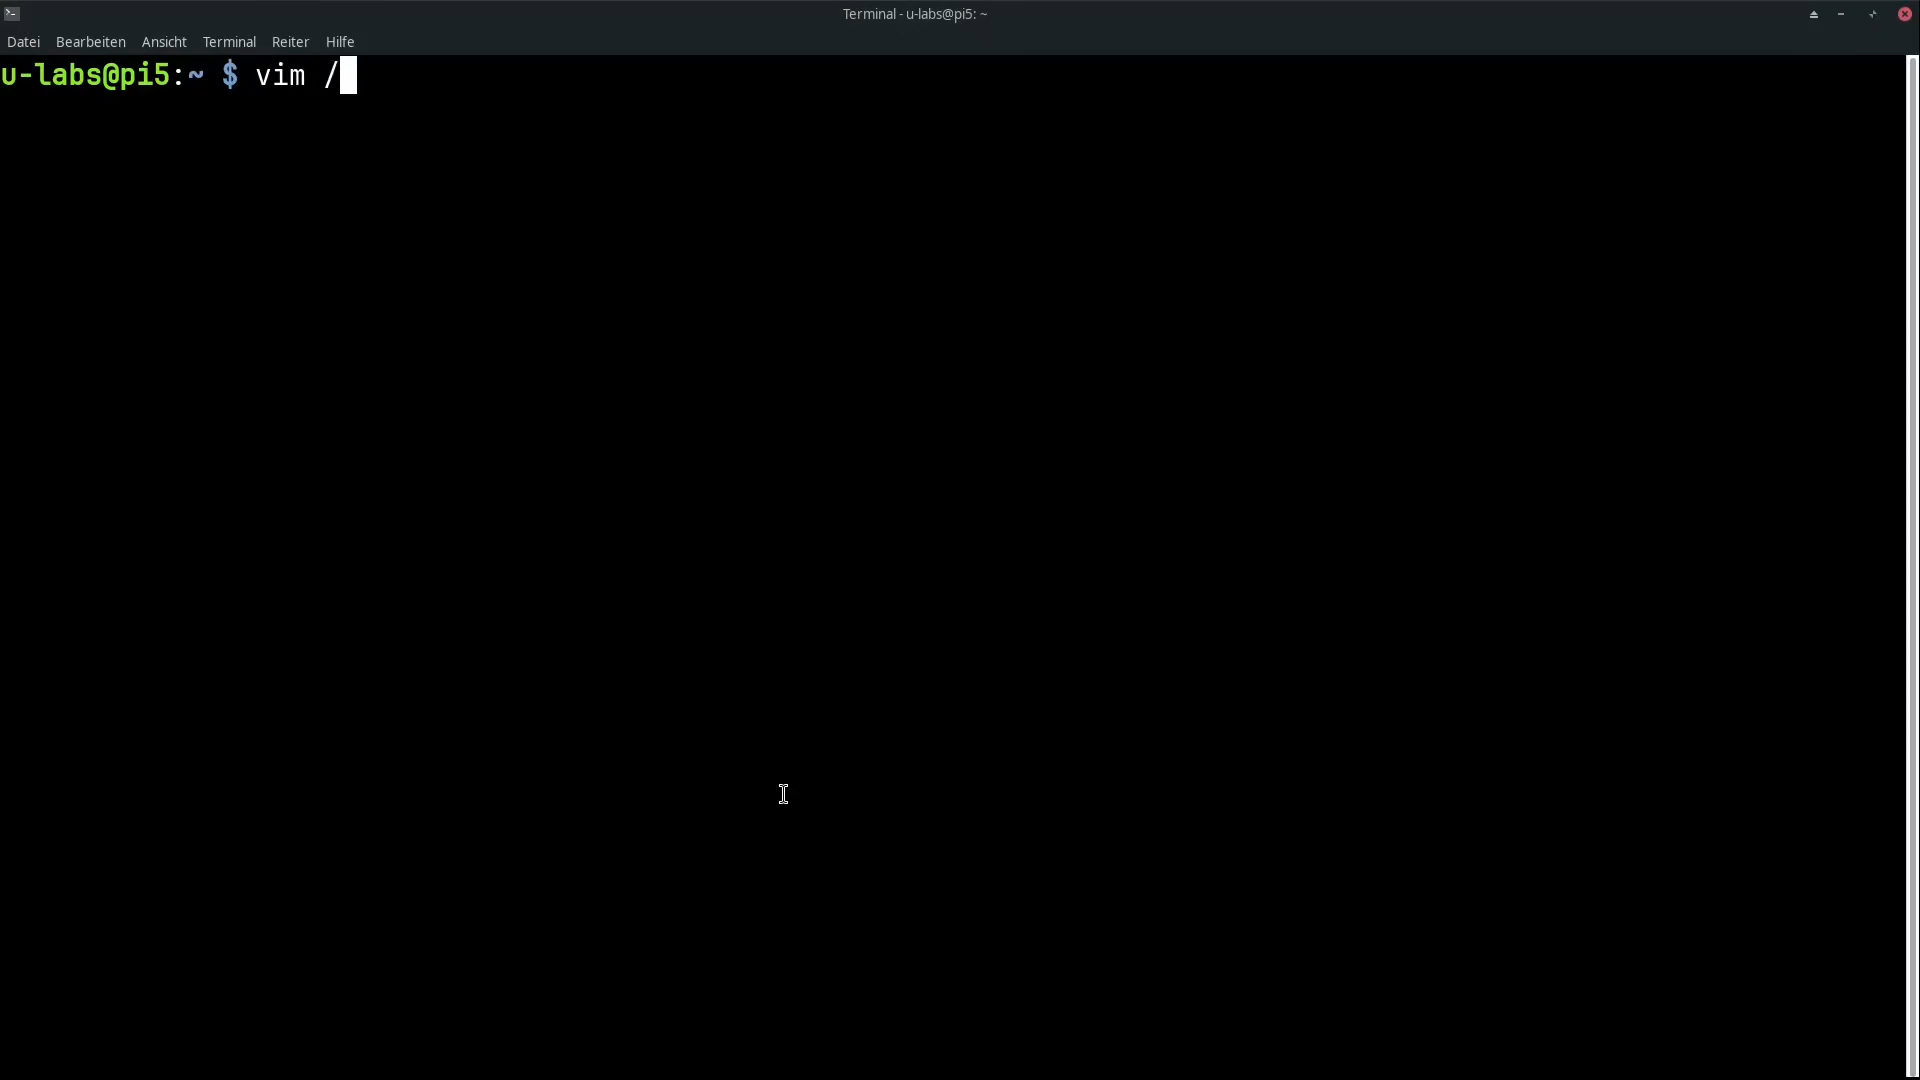 Terminal - u-labs@pi5: ~
Datei Bearbeiten Ansicht Terminal Reiter Hilfe
u-labs@pi5:~ $ vim /